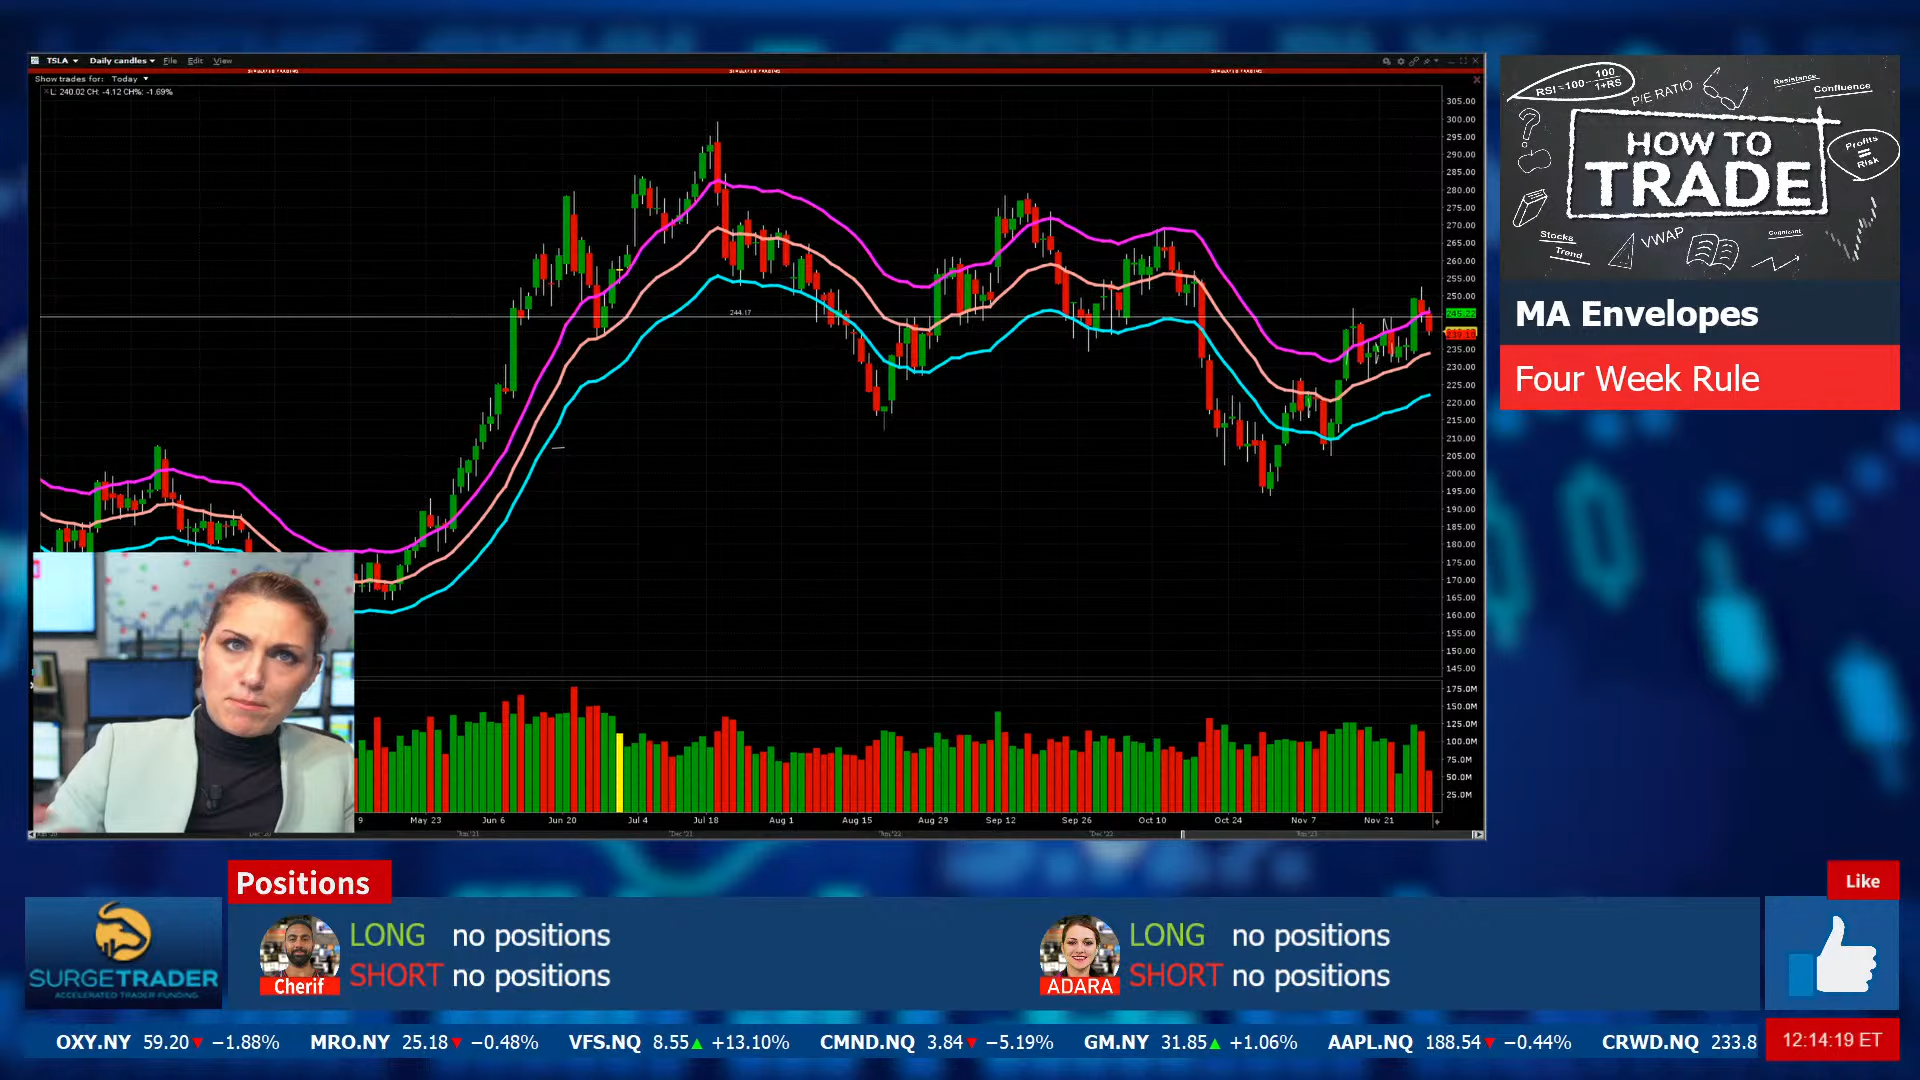 TSLA Daily candles File Edit View
Show trades for: Today
L: 240.02 CH: -4.12 CH%: -1.69%
244.17
305.00
300.00
295.00
290.00
285.00
280.00
275.00
270.00
265.00
260.00
255.00
250.00
245.22
235.00
230.00
225.00
220.00
215.00
210.00
205.00
200.00
195.00
190.00
185.00
180.00
175.00
170.00
165.00
160.00
155.00
150.00
145.00
175.0M
150.0M
125.0M
100.0M
75.0M
50.0M
25.0M
9 May 23 Jun 6 Jun 20 Jul 4 Jul 18 Aug 1 Aug 15 Aug 29 Sep 12 Sep 26 Oct 10 Oct 24 Nov 7 Nov 21
RSI=100- 100
1+RS
P/E RATIO
Resistance
Confluence
HOW TO
TRADE
Profits
=
Risk
Stocks
Trend
VWAP
MA Envelopes
Four Week Rule
Positions
Like
SURGETRADER
ACCELERATED TRADER FUNDING
Cherif
LONG no positions
SHORT no positions
ADARA
LONG no positions
SHORT no positions
OXY.NY 59.20▼ −1.88% MRO.NY 25.18▼ −0.48% VFS.NQ 8.55▲ +13.10% CMND.NQ 3.84▼ −5.19% GM.NY 31.85▲ +1.06% AAPL.NQ 188.54▼ −0.44% CRWD.NQ 233.8
12:14:19 ET